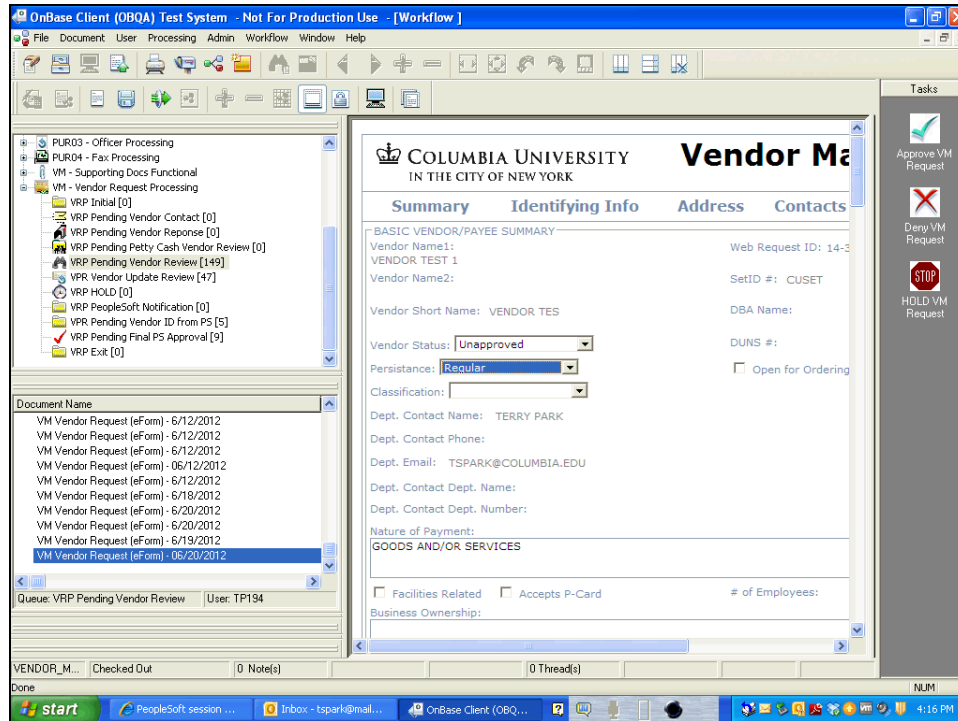 OnBase Client (OBQA) Test System - Not For Production Use - [Workflow ]
File Document User Processing Admin Workflow Window Help
Tasks
Approve VM
Request
Deny VM
Request
STOP
HOLD VM
Request
PUR03 - Officer Processing
PUR04 - Fax Processing
VM - Supporting Docs Functional
VM - Vendor Request Processing
VRP Initial [0]
VRP Pending Vendor Contact [0]
VRP Pending Vendor Reponse [0]
VRP Pending Petty Cash Vendor Review [0]
VRP Pending Vendor Review [149]
VPR Vendor Update Review [47]
VRP HOLD [0]
VRP PeopleSoft Notification [0]
VPR Pending Vendor ID from PS [5]
VRP Pending Final PS Approval [9]
VRP Exit [0]
Document Name
VM Vendor Request (eForm) - 6/12/2012
VM Vendor Request (eForm) - 6/12/2012
VM Vendor Request (eForm) - 6/12/2012
VM Vendor Request (eForm) - 06/12/2012
VM Vendor Request (eForm) - 6/12/2012
VM Vendor Request (eForm) - 6/18/2012
VM Vendor Request (eForm) - 6/20/2012
VM Vendor Request (eForm) - 6/20/2012
VM Vendor Request (eForm) - 6/19/2012
VM Vendor Request (eForm) - 06/20/2012
Queue: VRP Pending Vendor Review User: TP194
COLUMBIA UNIVERSITY
IN THE CITY OF NEW YORK
Vendor Ma
Summary Identifying Info Address Contacts
BASIC VENDOR/PAYEE SUMMARY
Vendor Name1: Web Request ID: 14-3
VENDOR TEST 1
Vendor Name2: SetID #: CUSET
Vendor Short Name: VENDOR TES DBA Name:
Vendor Status: Unapproved DUNS #:
Persistance: Regular Open for Ordering
Classification:
Dept. Contact Name: TERRY PARK
Dept. Contact Phone:
Dept. Email: TSPARK@COLUMBIA.EDU
Dept. Contact Dept. Name:
Dept. Contact Dept. Number:
Nature of Payment:
GOODS AND/OR SERVICES
Facilities Related Accepts P-Card # of Employees:
Business Ownership:
VENDOR_M... Checked Out 0 Note(s) 0 Thread(s)
Done NUM
start PeopleSoft session ... Inbox - tspark@mail... OnBase Client (OBQ... 4:16 PM